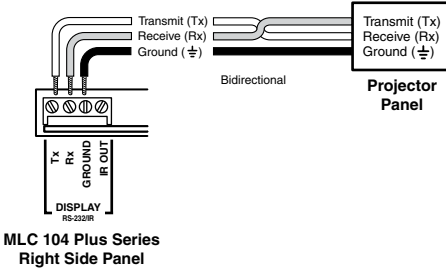 Transmit (Tx)
Receive (Rx)
Ground (⏚)
Transmit (Tx)
Receive (Rx)
Ground (⏚)
Bidirectional
Projector
Panel
Tx
Rx
GROUND
IR OUT
DISPLAY
RS-232/IR
MLC 104 Plus Series
Right Side Panel